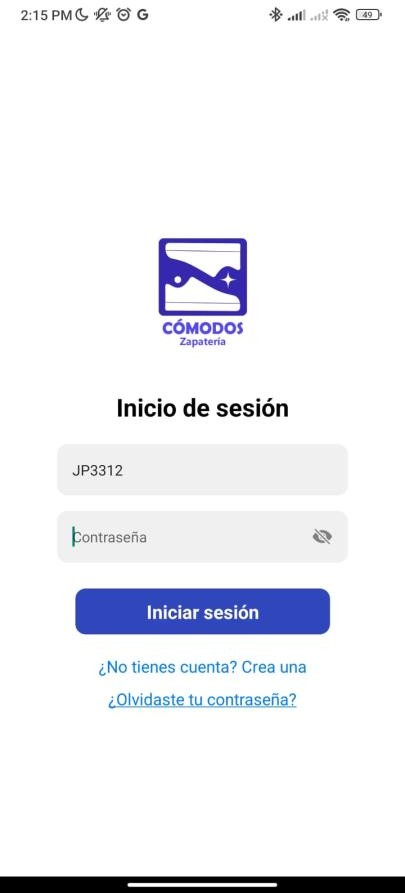 2:15 PM G 49
CÓMODOS
Zapatería
Inicio de sesión
JP3312
Contraseña
Iniciar sesión
¿No tienes cuenta? Crea una
¿Olvidaste tu contraseña?